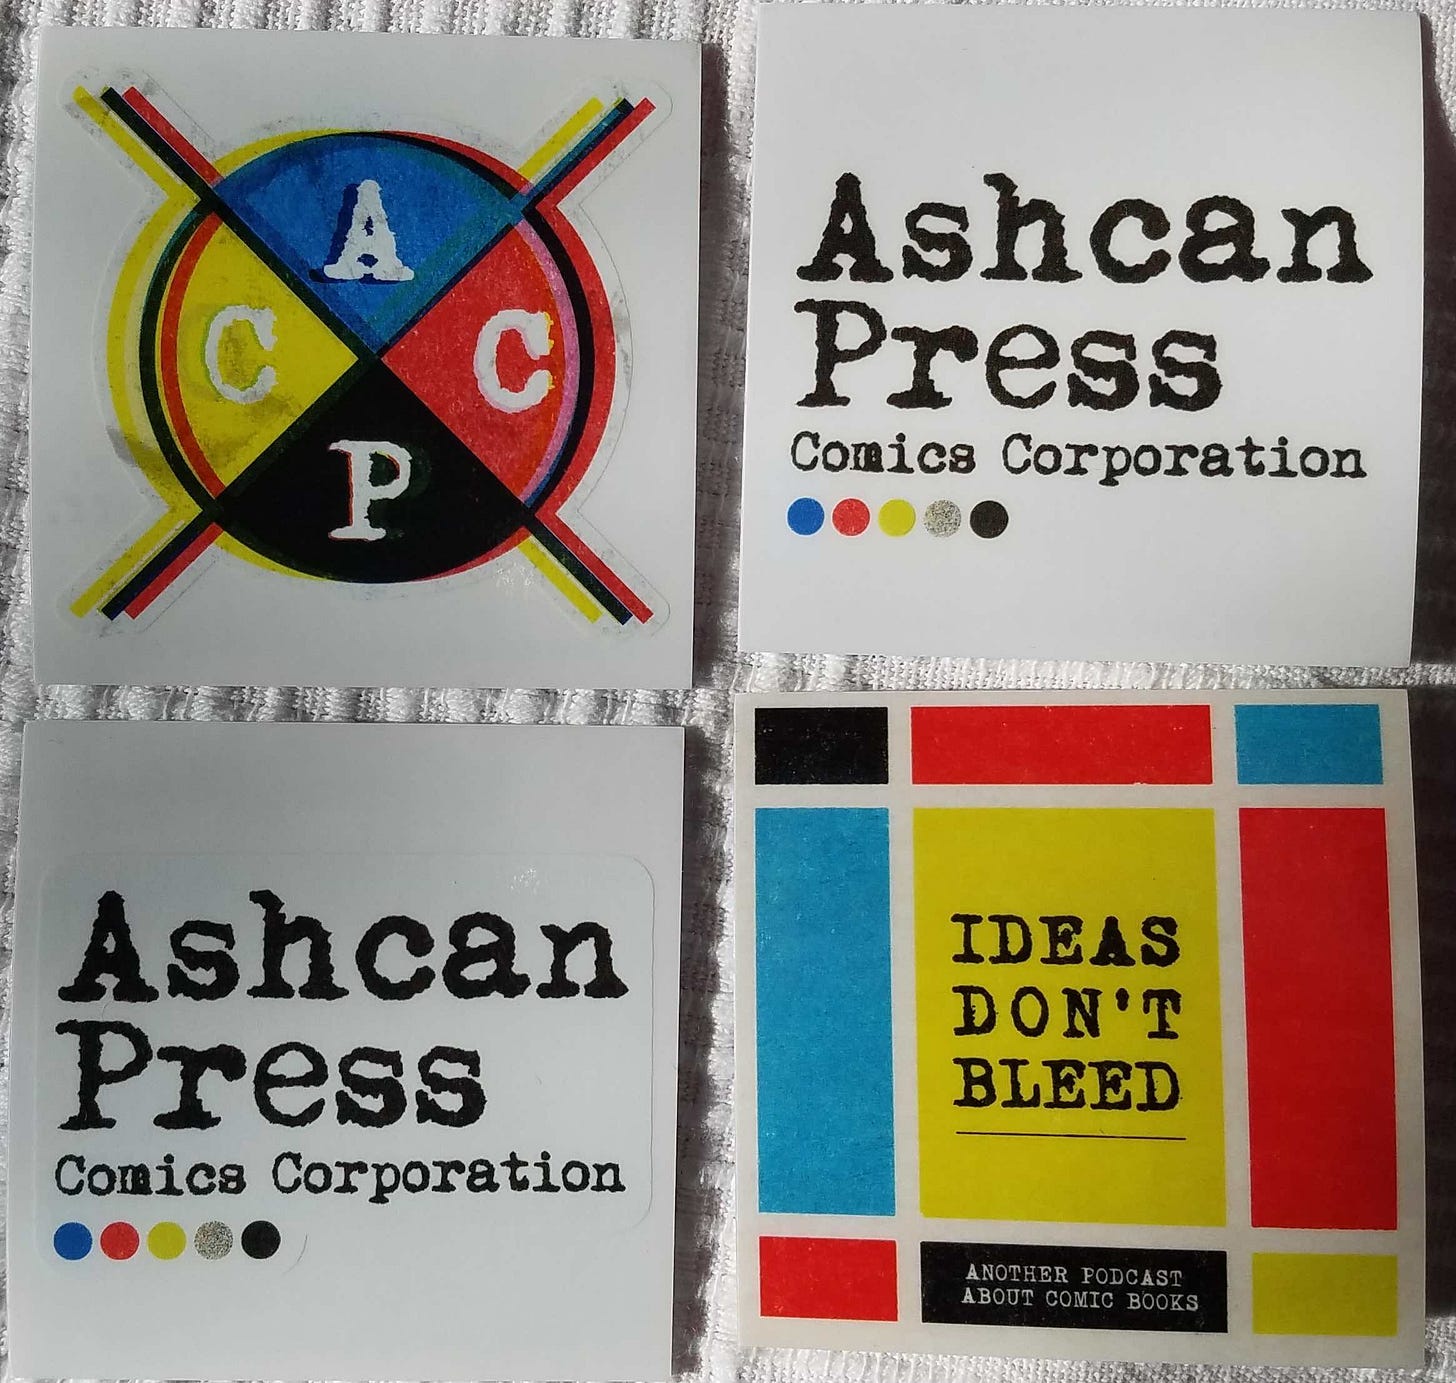 A
C C
P
Ashcan
Press
Comics Corporation
Ashcan
Press
Comics Corporation
IDEAS
DON'T
BLEED
ANOTHER PODCAST
ABOUT COMIC BOOKS